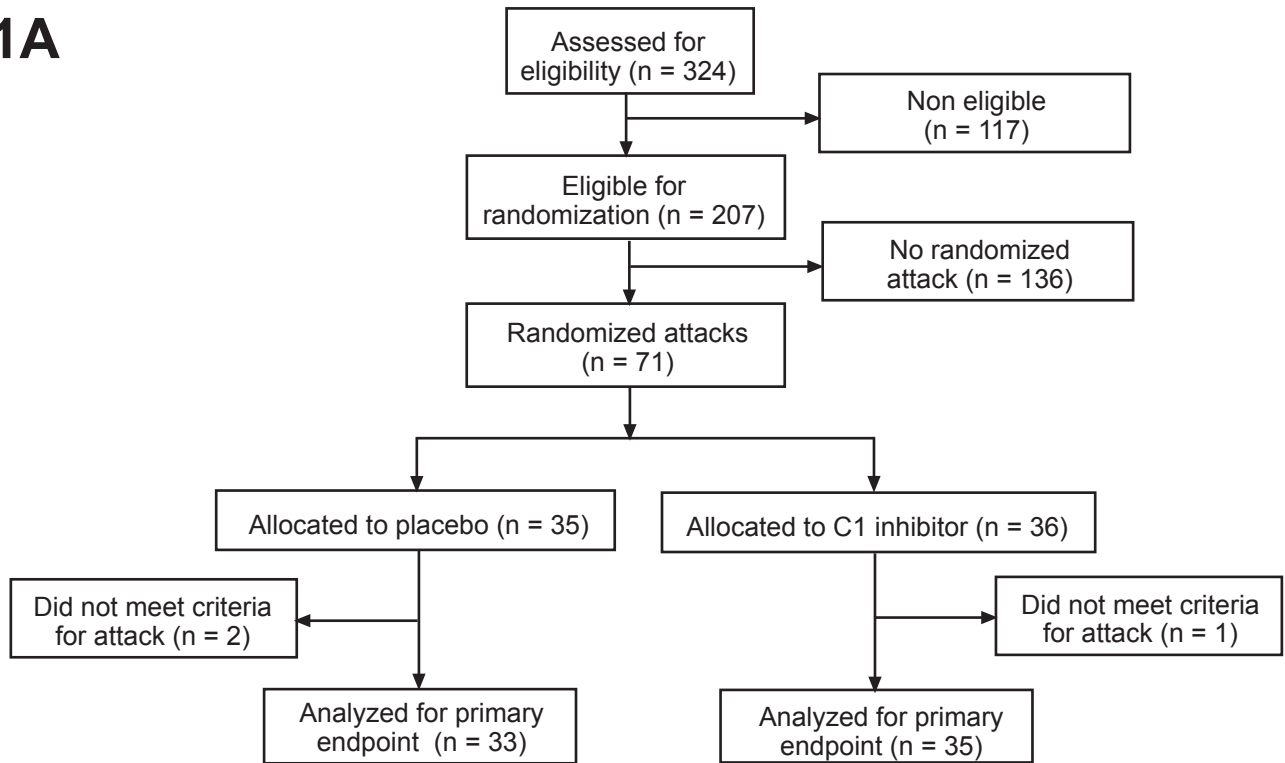 1A
Assessed for
eligibility (n = 324)
Non eligible
(n = 117)
Eligible for
randomization (n = 207)
No randomized
attack (n = 136)
Randomized attacks
(n = 71)
Allocated to placebo (n = 35)
Allocated to C1 inhibitor (n = 36)
Did not meet criteria
for attack (n = 2)
Did not meet criteria
for attack (n = 1)
Analyzed for primary
endpoint  (n = 33)
Analyzed for primary
endpoint (n = 35)